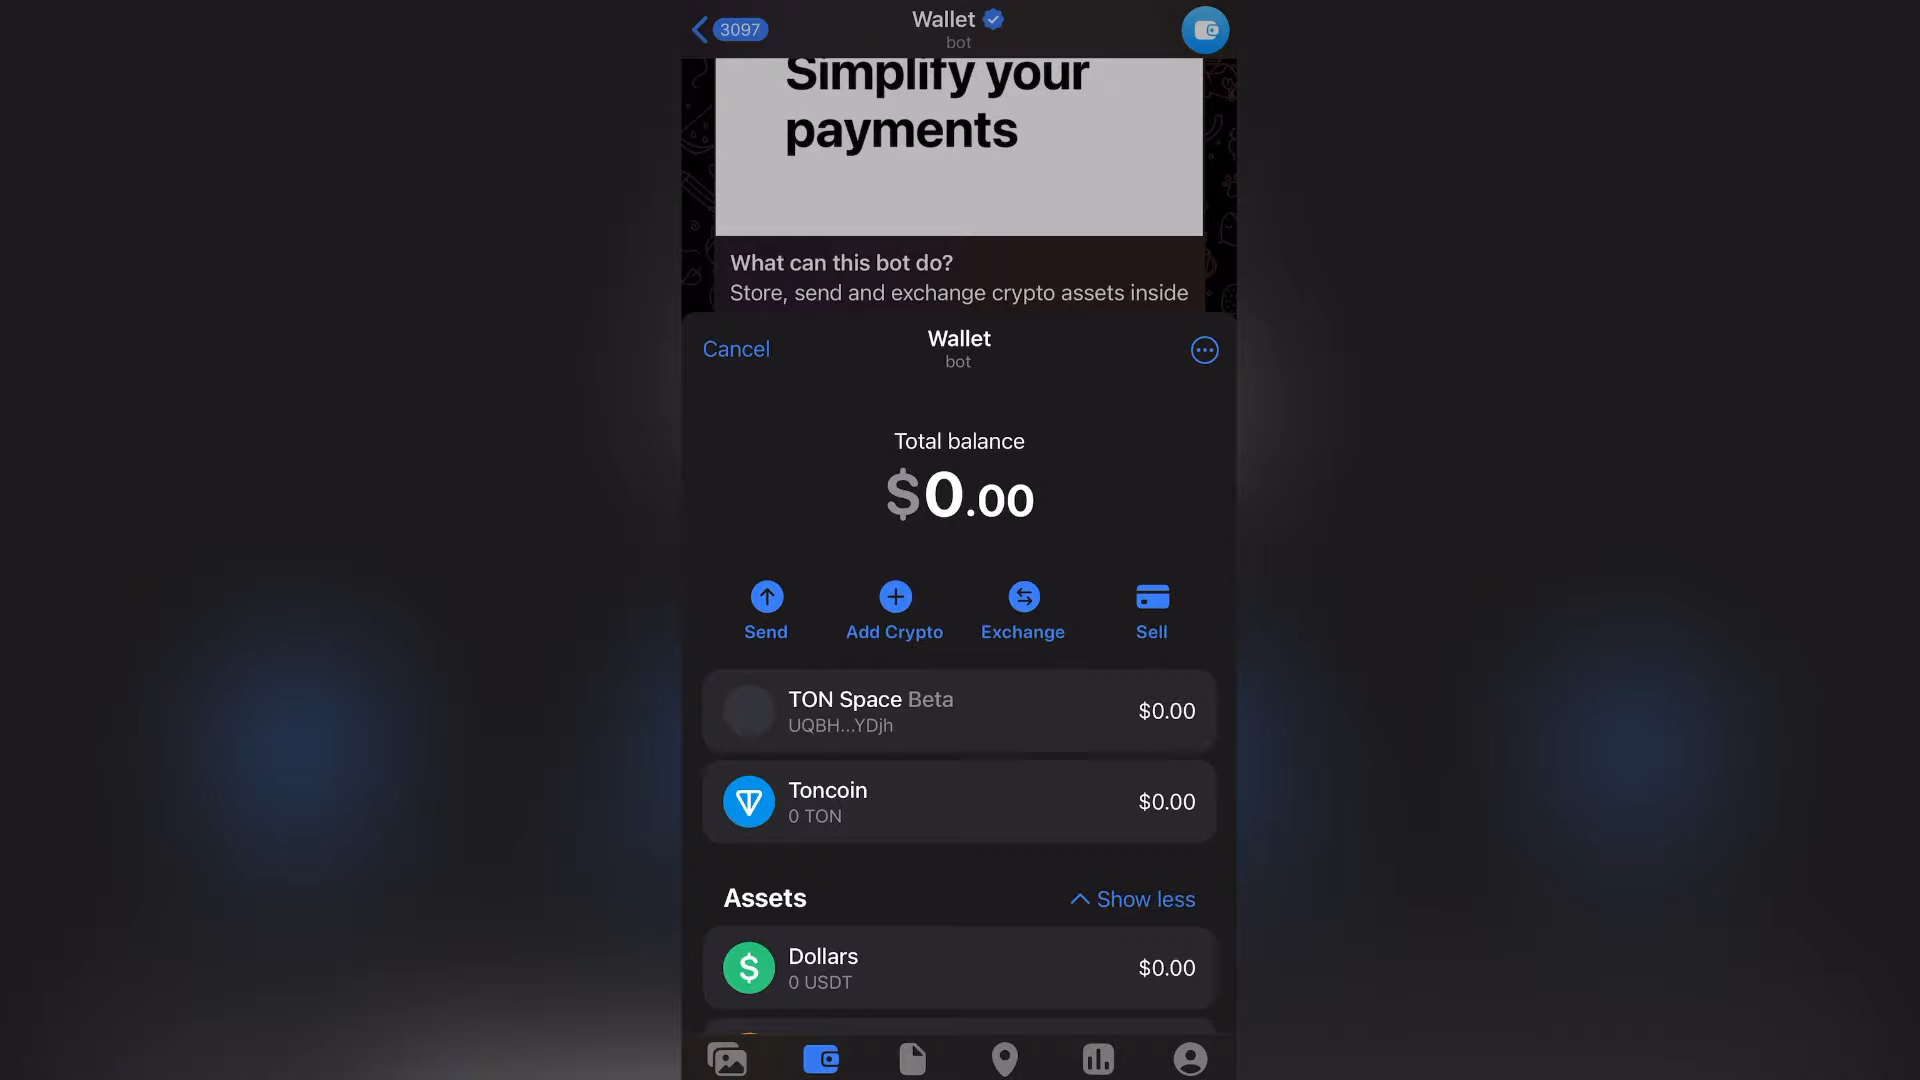 3097
Wallet
bot
Simplify your
payments
What can this bot do?
Store, send and exchange crypto assets inside
Cancel
Wallet
bot
Total balance
$0.00
Send
Add Crypto
Exchange
Sell
TON Space Beta
UQBH...YDjh
$0.00
Toncoin
0 TON
$0.00
Assets
Show less
Dollars
0 USDT
$0.00